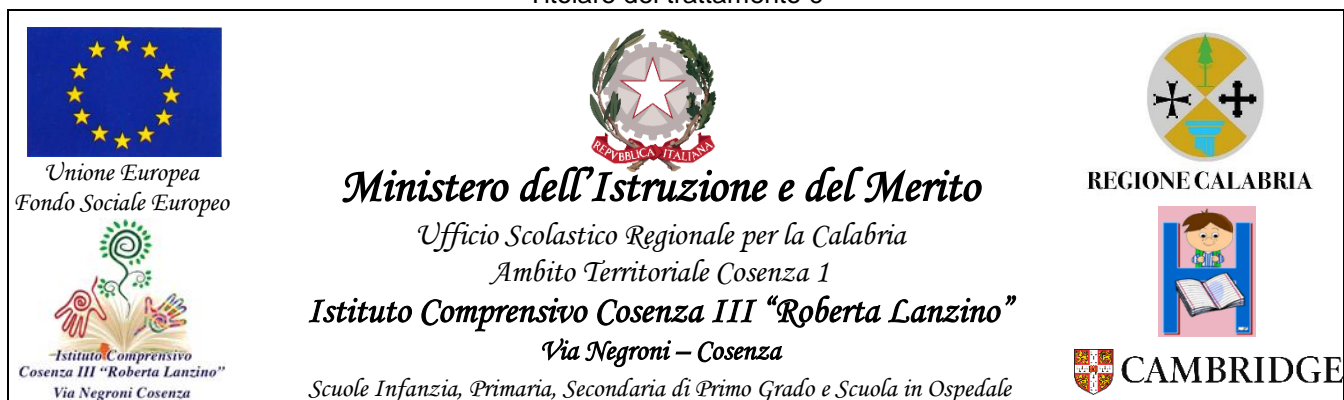 Unione Europea
Fondo Sociale Europeo
Istituto Comprensivo
Cosenza III “Roberta Lanzino”
Via Negroni Cosenza
REPVBBLICA ITALIANA
Ministero dell’Istruzione e del Merito
Ufficio Scolastico Regionale per la Calabria
Ambito Territoriale Cosenza 1
Istituto Comprensivo Cosenza III “Roberta Lanzino”
Via Negroni – Cosenza
Scuole Infanzia, Primaria, Secondaria di Primo Grado e Scuola in Ospedale
REGIONE CALABRIA
H
CAMBRIDGE